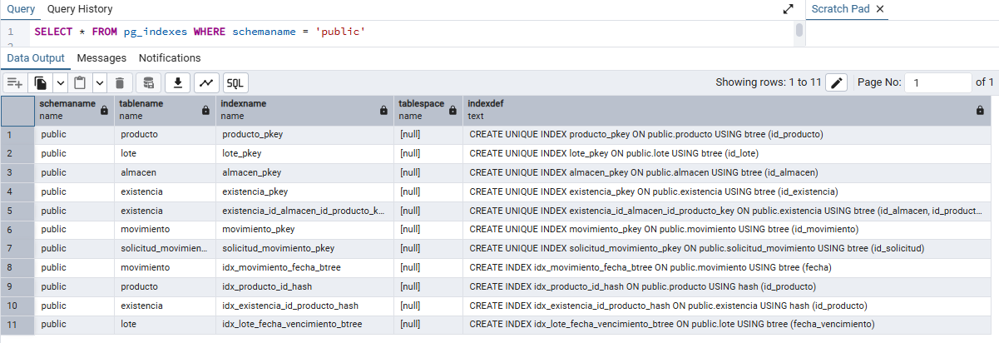 Query Query History Scratch Pad
1 SELECT * FROM pg_indexes WHERE schemaname = 'public'
Data Output Messages Notifications
SQL Showing rows: 1 to 11 Page No: 1 of 1
schemaname tablename indexname tablespace indexdef
name name name name text
1 public producto producto_pkey [null] CREATE UNIQUE INDEX producto_pkey ON public.producto USING btree (id_producto)
2 public lote lote_pkey [null] CREATE UNIQUE INDEX lote_pkey ON public.lote USING btree (id_lote)
3 public almacen almacen_pkey [null] CREATE UNIQUE INDEX almacen_pkey ON public.almacen USING btree (id_almacen)
4 public existencia existencia_pkey [null] CREATE UNIQUE INDEX existencia_pkey ON public.existencia USING btree (id_existencia)
5 public existencia existencia_id_almacen_id_producto_k... [null] CREATE UNIQUE INDEX existencia_id_almacen_id_producto_key ON public.existencia USING btree (id_almacen, id_product...
6 public movimiento movimiento_pkey [null] CREATE UNIQUE INDEX movimiento_pkey ON public.movimiento USING btree (id_movimiento)
7 public solicitud_movimien... solicitud_movimiento_pkey [null] CREATE UNIQUE INDEX solicitud_movimiento_pkey ON public.solicitud_movimiento USING btree (id_solicitud)
8 public movimiento idx_movimiento_fecha_btree [null] CREATE INDEX idx_movimiento_fecha_btree ON public.movimiento USING btree (fecha)
9 public producto idx_producto_id_hash [null] CREATE INDEX idx_producto_id_hash ON public.producto USING hash (id_producto)
10 public existencia idx_existencia_id_producto_hash [null] CREATE INDEX idx_existencia_id_producto_hash ON public.existencia USING hash (id_producto)
11 public lote idx_lote_fecha_vencimiento_btree [null] CREATE INDEX idx_lote_fecha_vencimiento_btree ON public.lote USING btree (fecha_vencimiento)